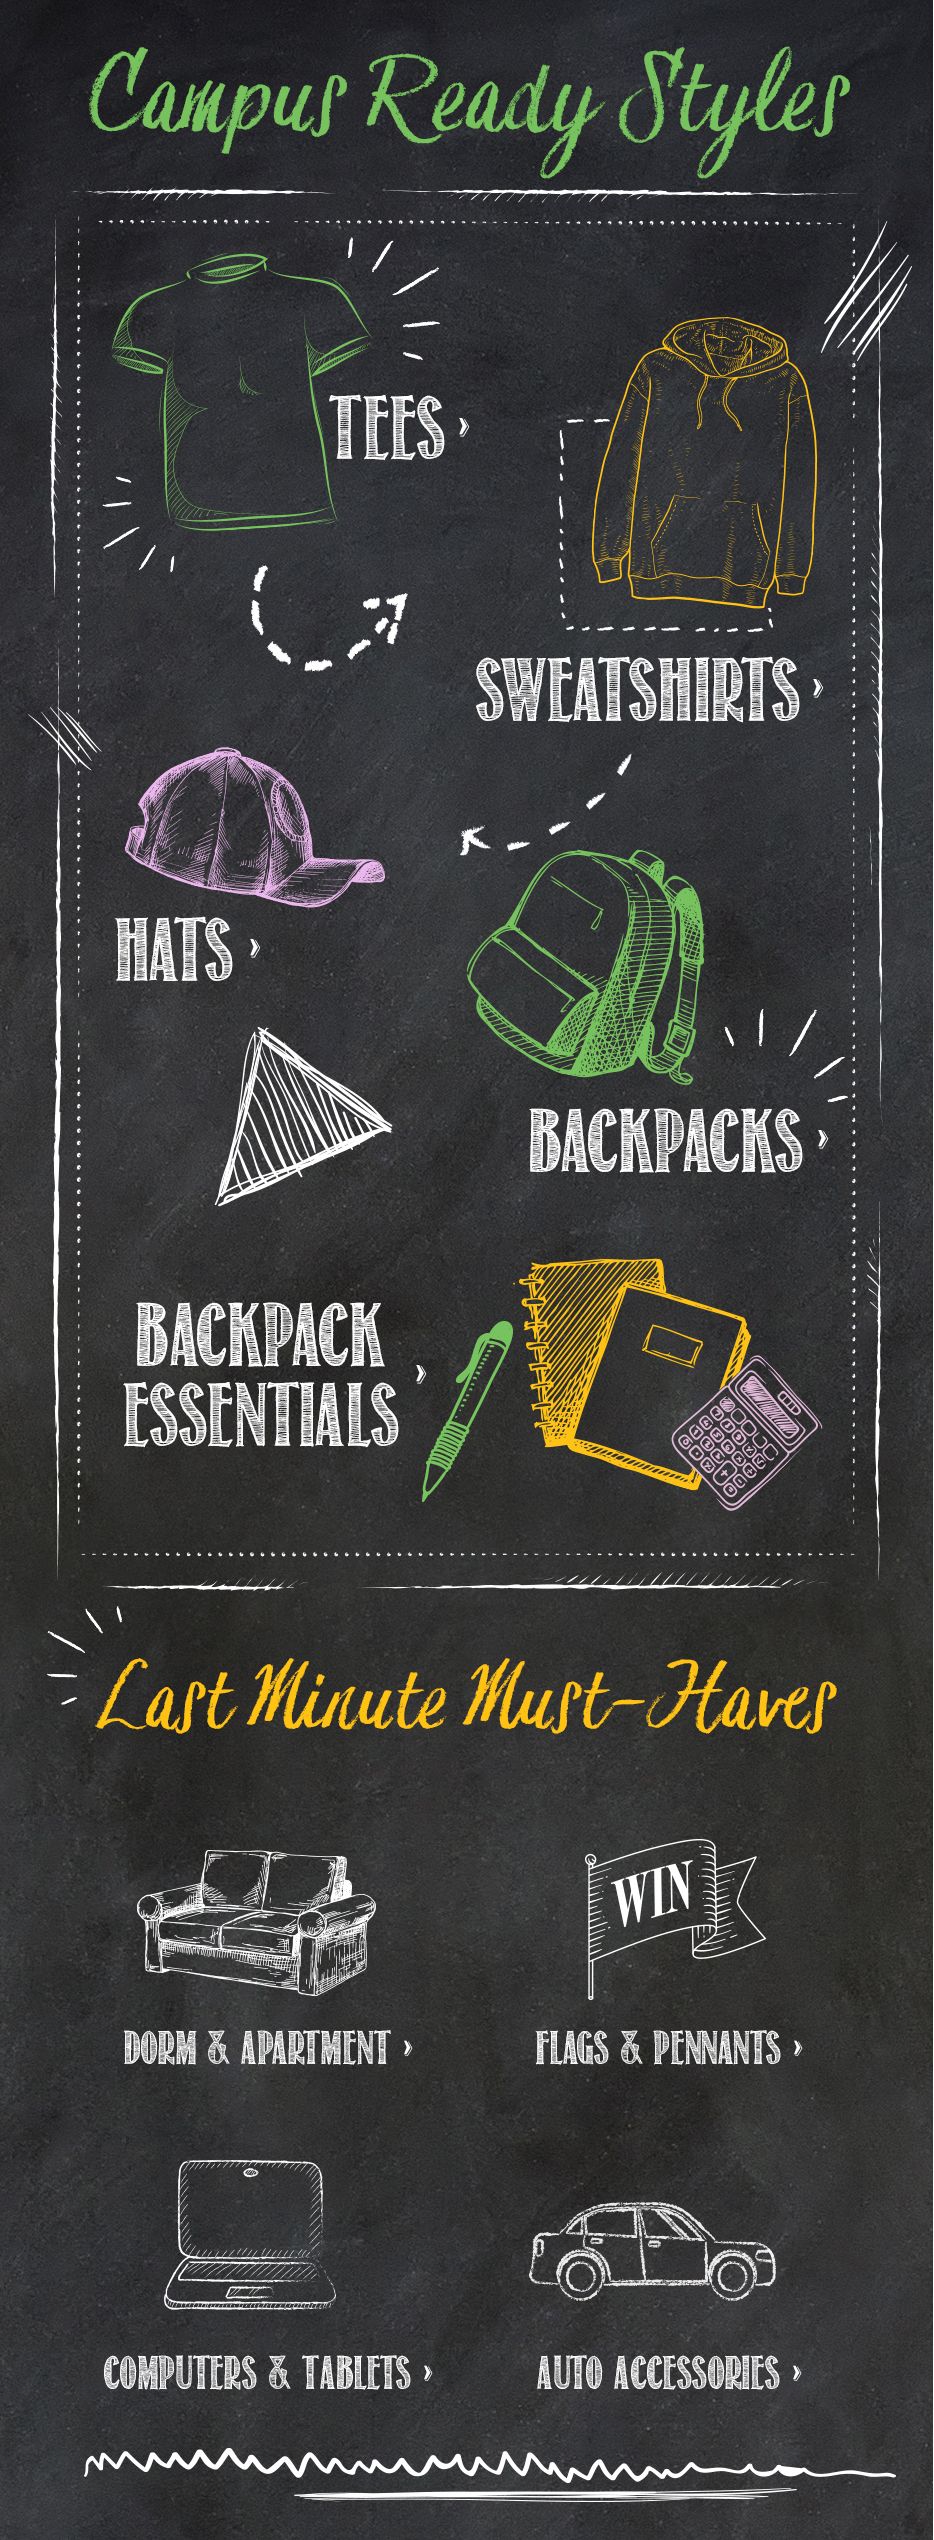 Campus Ready Styles
TEES ›
SWEATSHIRTS ›
HATS ›
BACKPACKS ›
BACKPACK
ESSENTIALS ›
Last Minute Must-Haves
WIN
DORM & APARTMENT ›
FLAGS & PENNANTS ›
COMPUTERS & TABLETS ›
AUTO ACCESSORIES ›